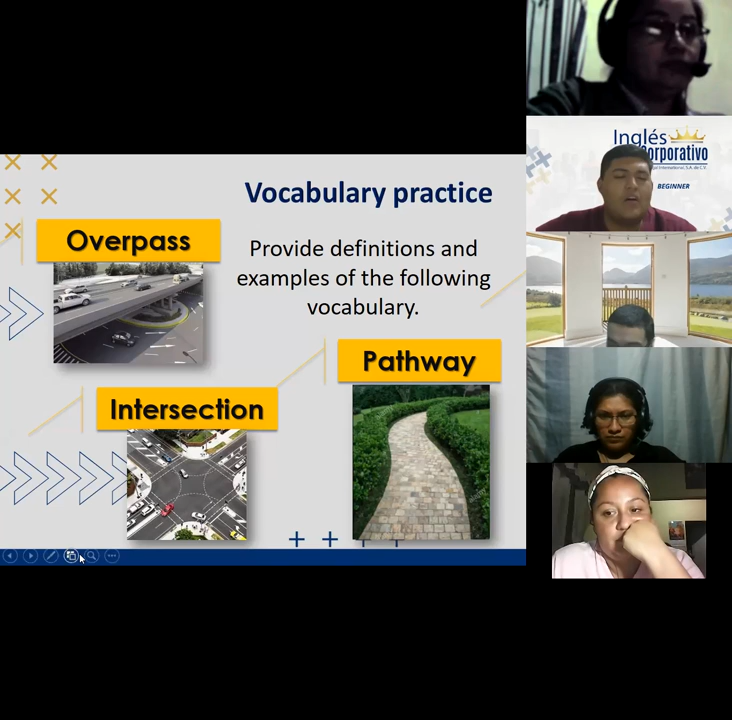 Vocabulary practice
Overpass
Provide definitions and
examples of the following
vocabulary.
Pathway
Intersection
Inglés
Corporativo
BEGINNER